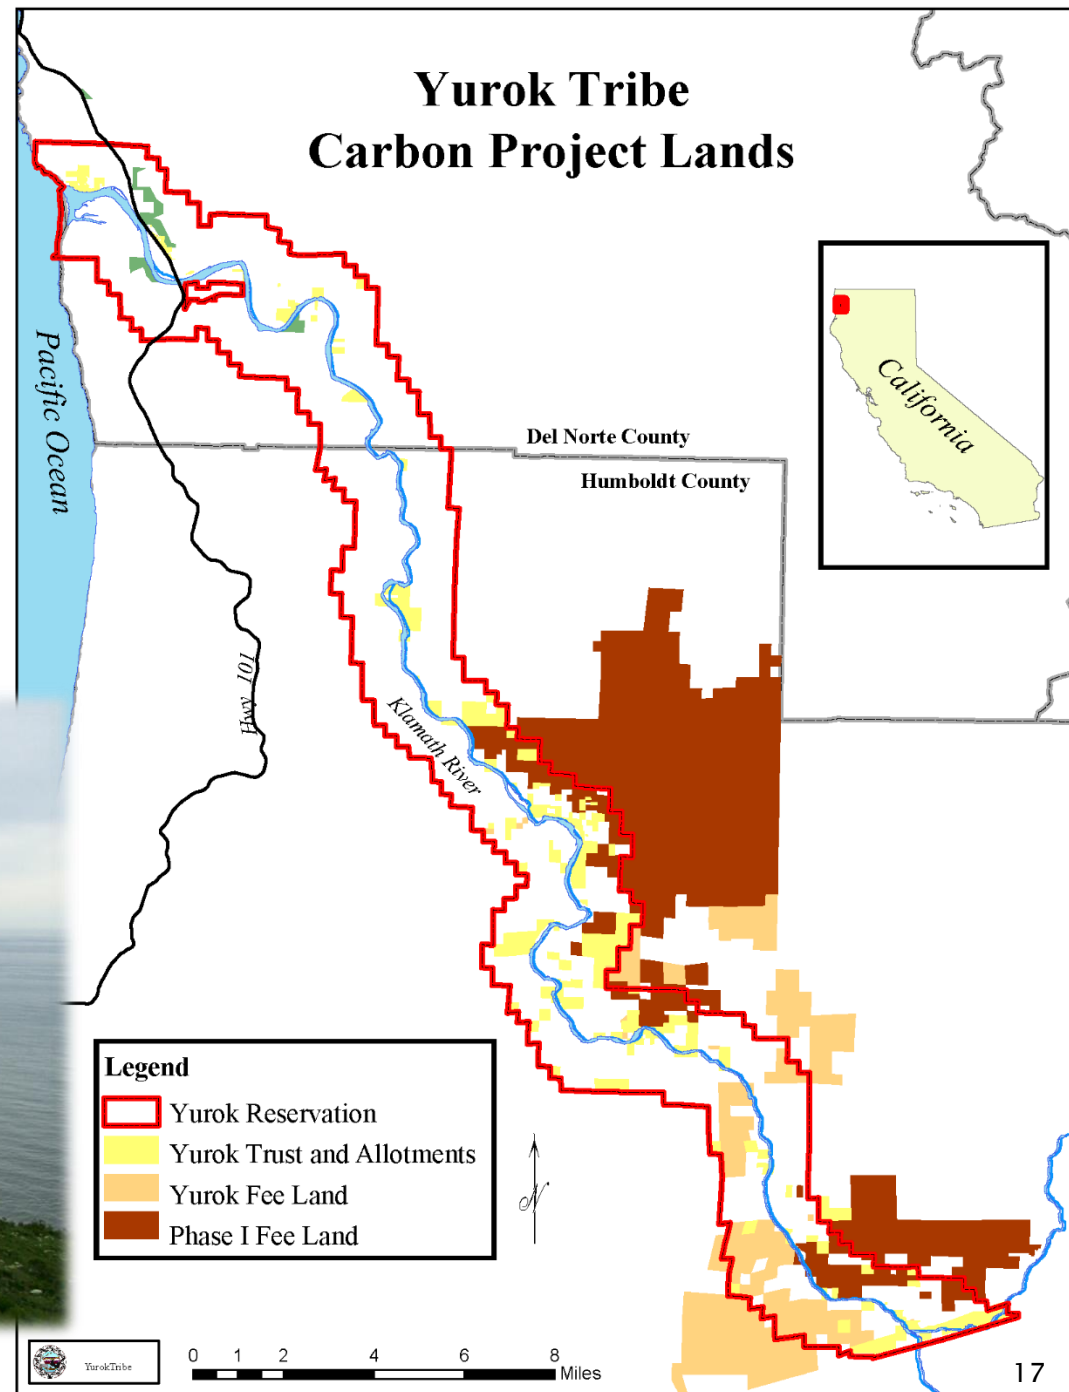 Yurok Tribe
Carbon Project Lands
Pacific Ocean
California
Del Norte County
Humboldt County
Hwy 101
Klamath River
Legend
Yurok Reservation
Yurok Trust and Allotments
Yurok Fee Land
Phase I Fee Land
N
YurokTribe
0 1 2 4 6 8
Miles
17